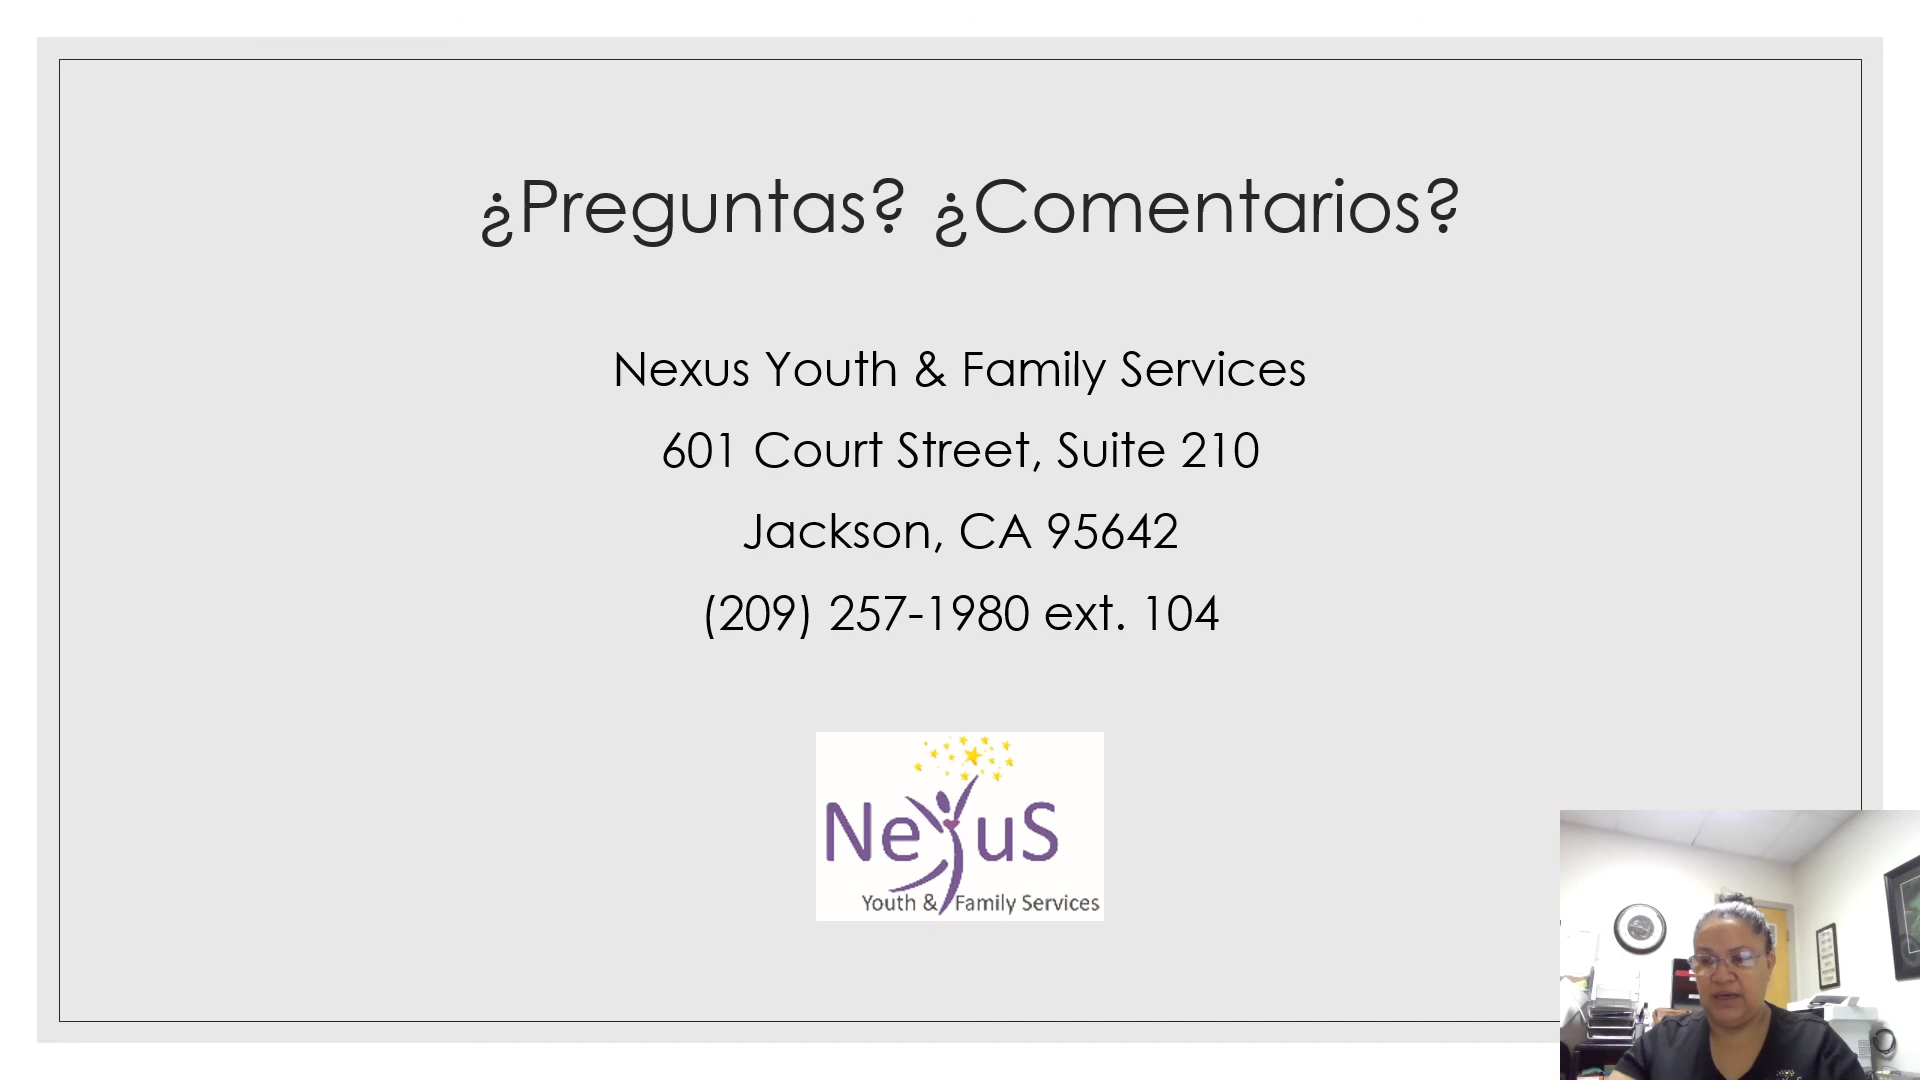 ¿Preguntas? ¿Comentarios?
Nexus Youth & Family Services
601 Court Street, Suite 210
Jackson, CA 95642
(209) 257-1980 ext. 104
NexuS
Youth & Family Services